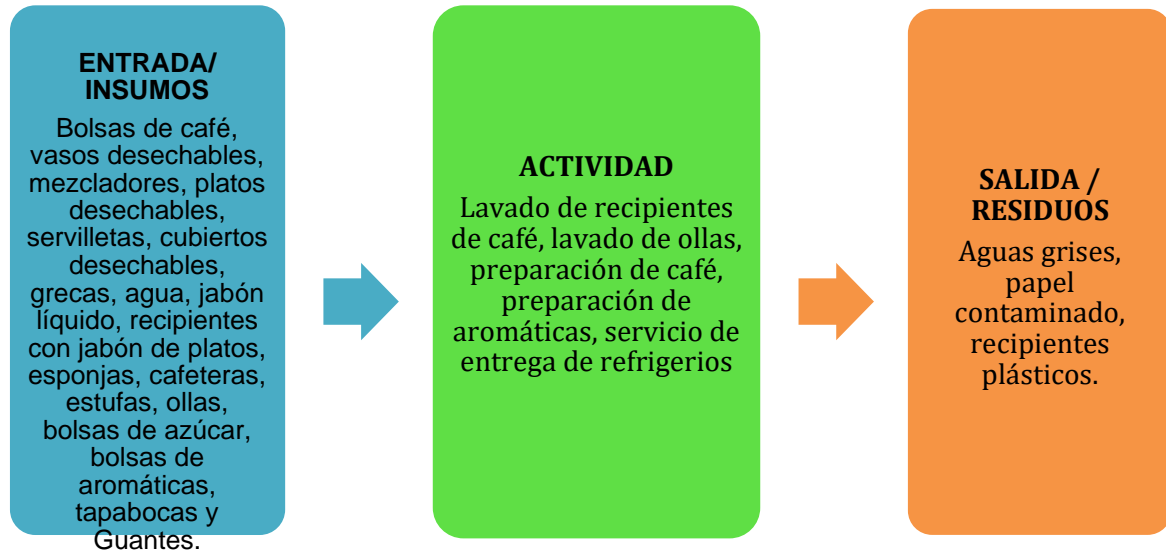 ENTRADA/
INSUMOS
Bolsas de café,
vasos desechables,
mezcladores, platos
desechables,
servilletas, cubiertos
desechables,
grecas, agua, jabón
líquido, recipientes
con jabón de platos,
esponjas, cafeteras,
estufas, ollas,
bolsas de azúcar,
bolsas de
aromáticas,
tapabocas y
Guantes.
ACTIVIDAD
Lavado de recipientes
de café, lavado de ollas,
preparación de café,
preparación de
aromáticas, servicio de
entrega de refrigerios
SALIDA /
RESIDUOS
Aguas grises,
papel
contaminado,
recipientes
plásticos.